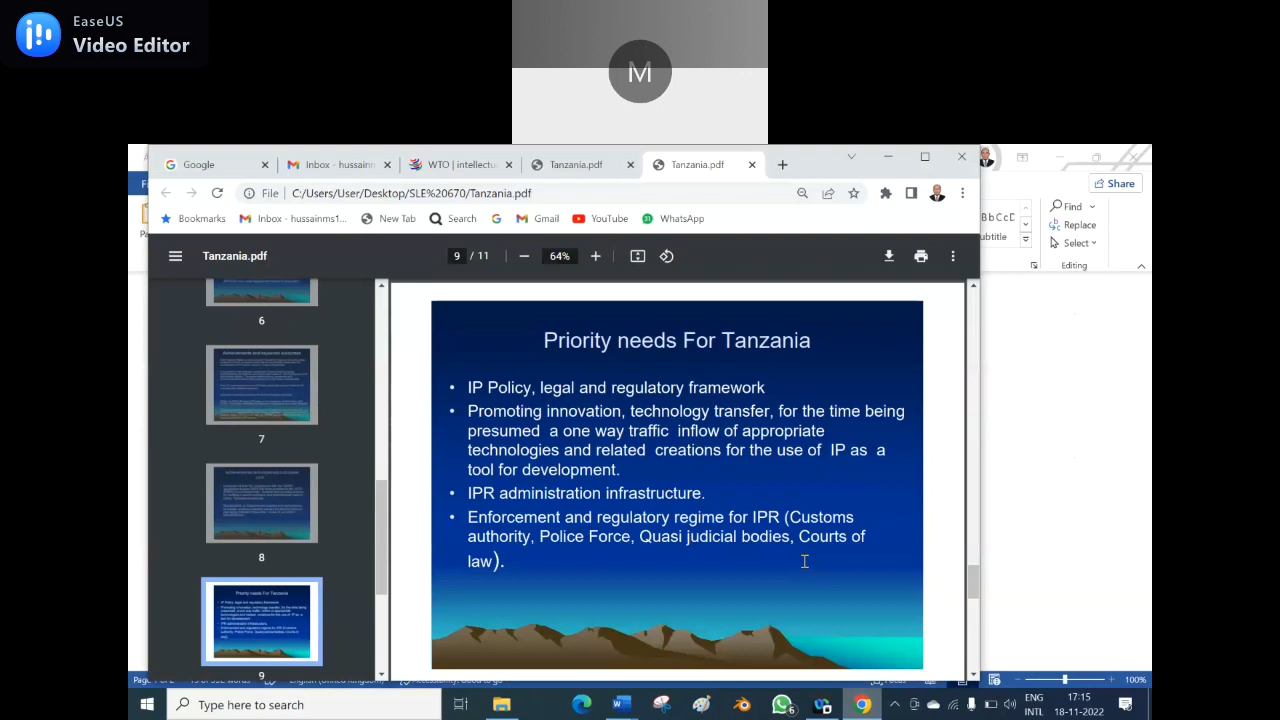 EaseUS
Video Editor
M
Google
Inbox - hussainn
WTO | intellectu
Tanzania.pdf
Tanzania.pdf
File
C:/Users/User/Desktop/SLE%20670/Tanzania.pdf
Bookmarks
Inbox - hussainms1...
New Tab
Search
Gmail
YouTube
WhatsApp
Share
Find
Replace
Select
Editing
Tanzania.pdf
9 / 11
64%
6
7
8
9
Priority needs For Tanzania
• IP Policy, legal and regulatory framework
• Promoting innovation, technology transfer, for the time being
presumed a one way traffic inflow of appropriate
technologies and related creations for the use of IP as a
tool for development.
• IPR administration infrastructure.
• Enforcement and regulatory regime for IPR (Customs
authority, Police Force, Quasi judicial bodies, Courts of
law).
100%
Type here to search
6
ENG
INTL
17:15
18-11-2022